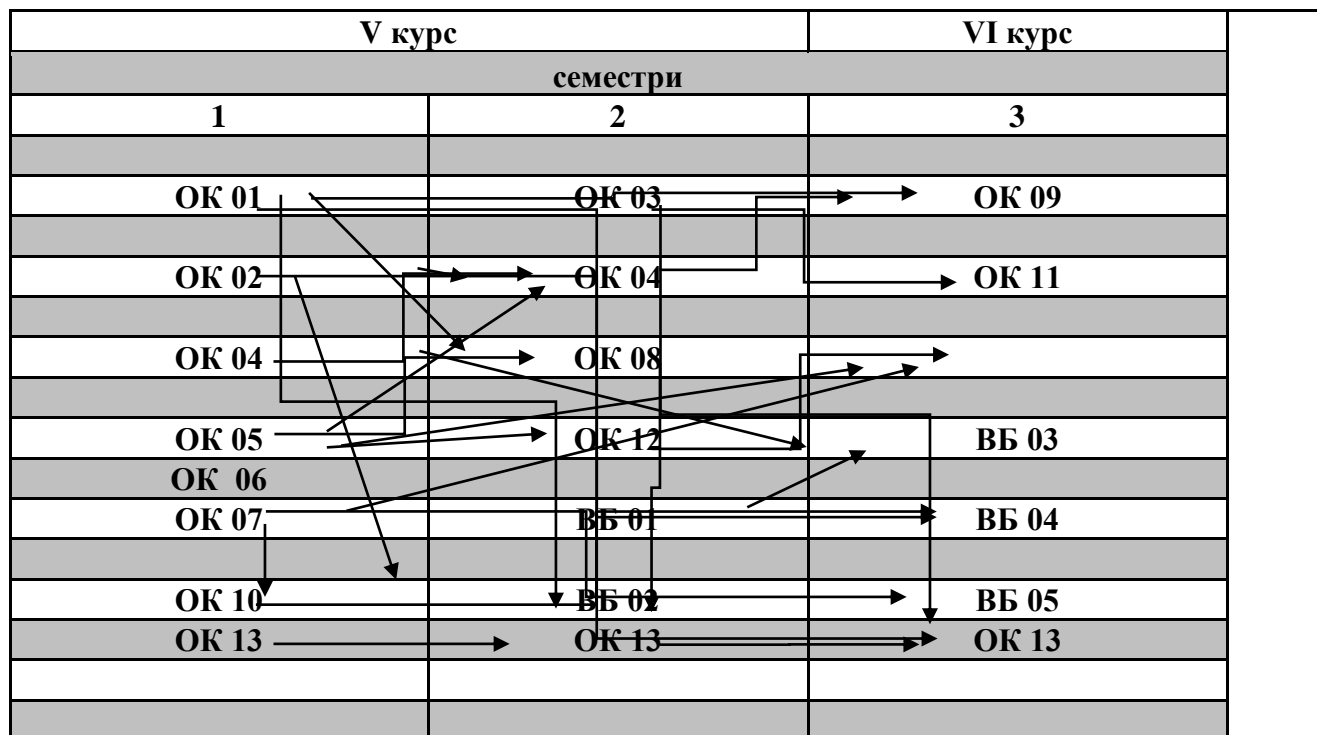 V курс VI курс
семестри
1 2 3
ОК 01 ОК 03 ОК 09
ОК 02 ОК 04 ОК 11
ОК 04 ОК 08
ОК 05 ОК 12 ВБ 03
ОК 06
ОК 07 ВБ 01 ВБ 04
ОК 10 ВБ 02 ВБ 05
ОК 13 ОК 13 ОК 13